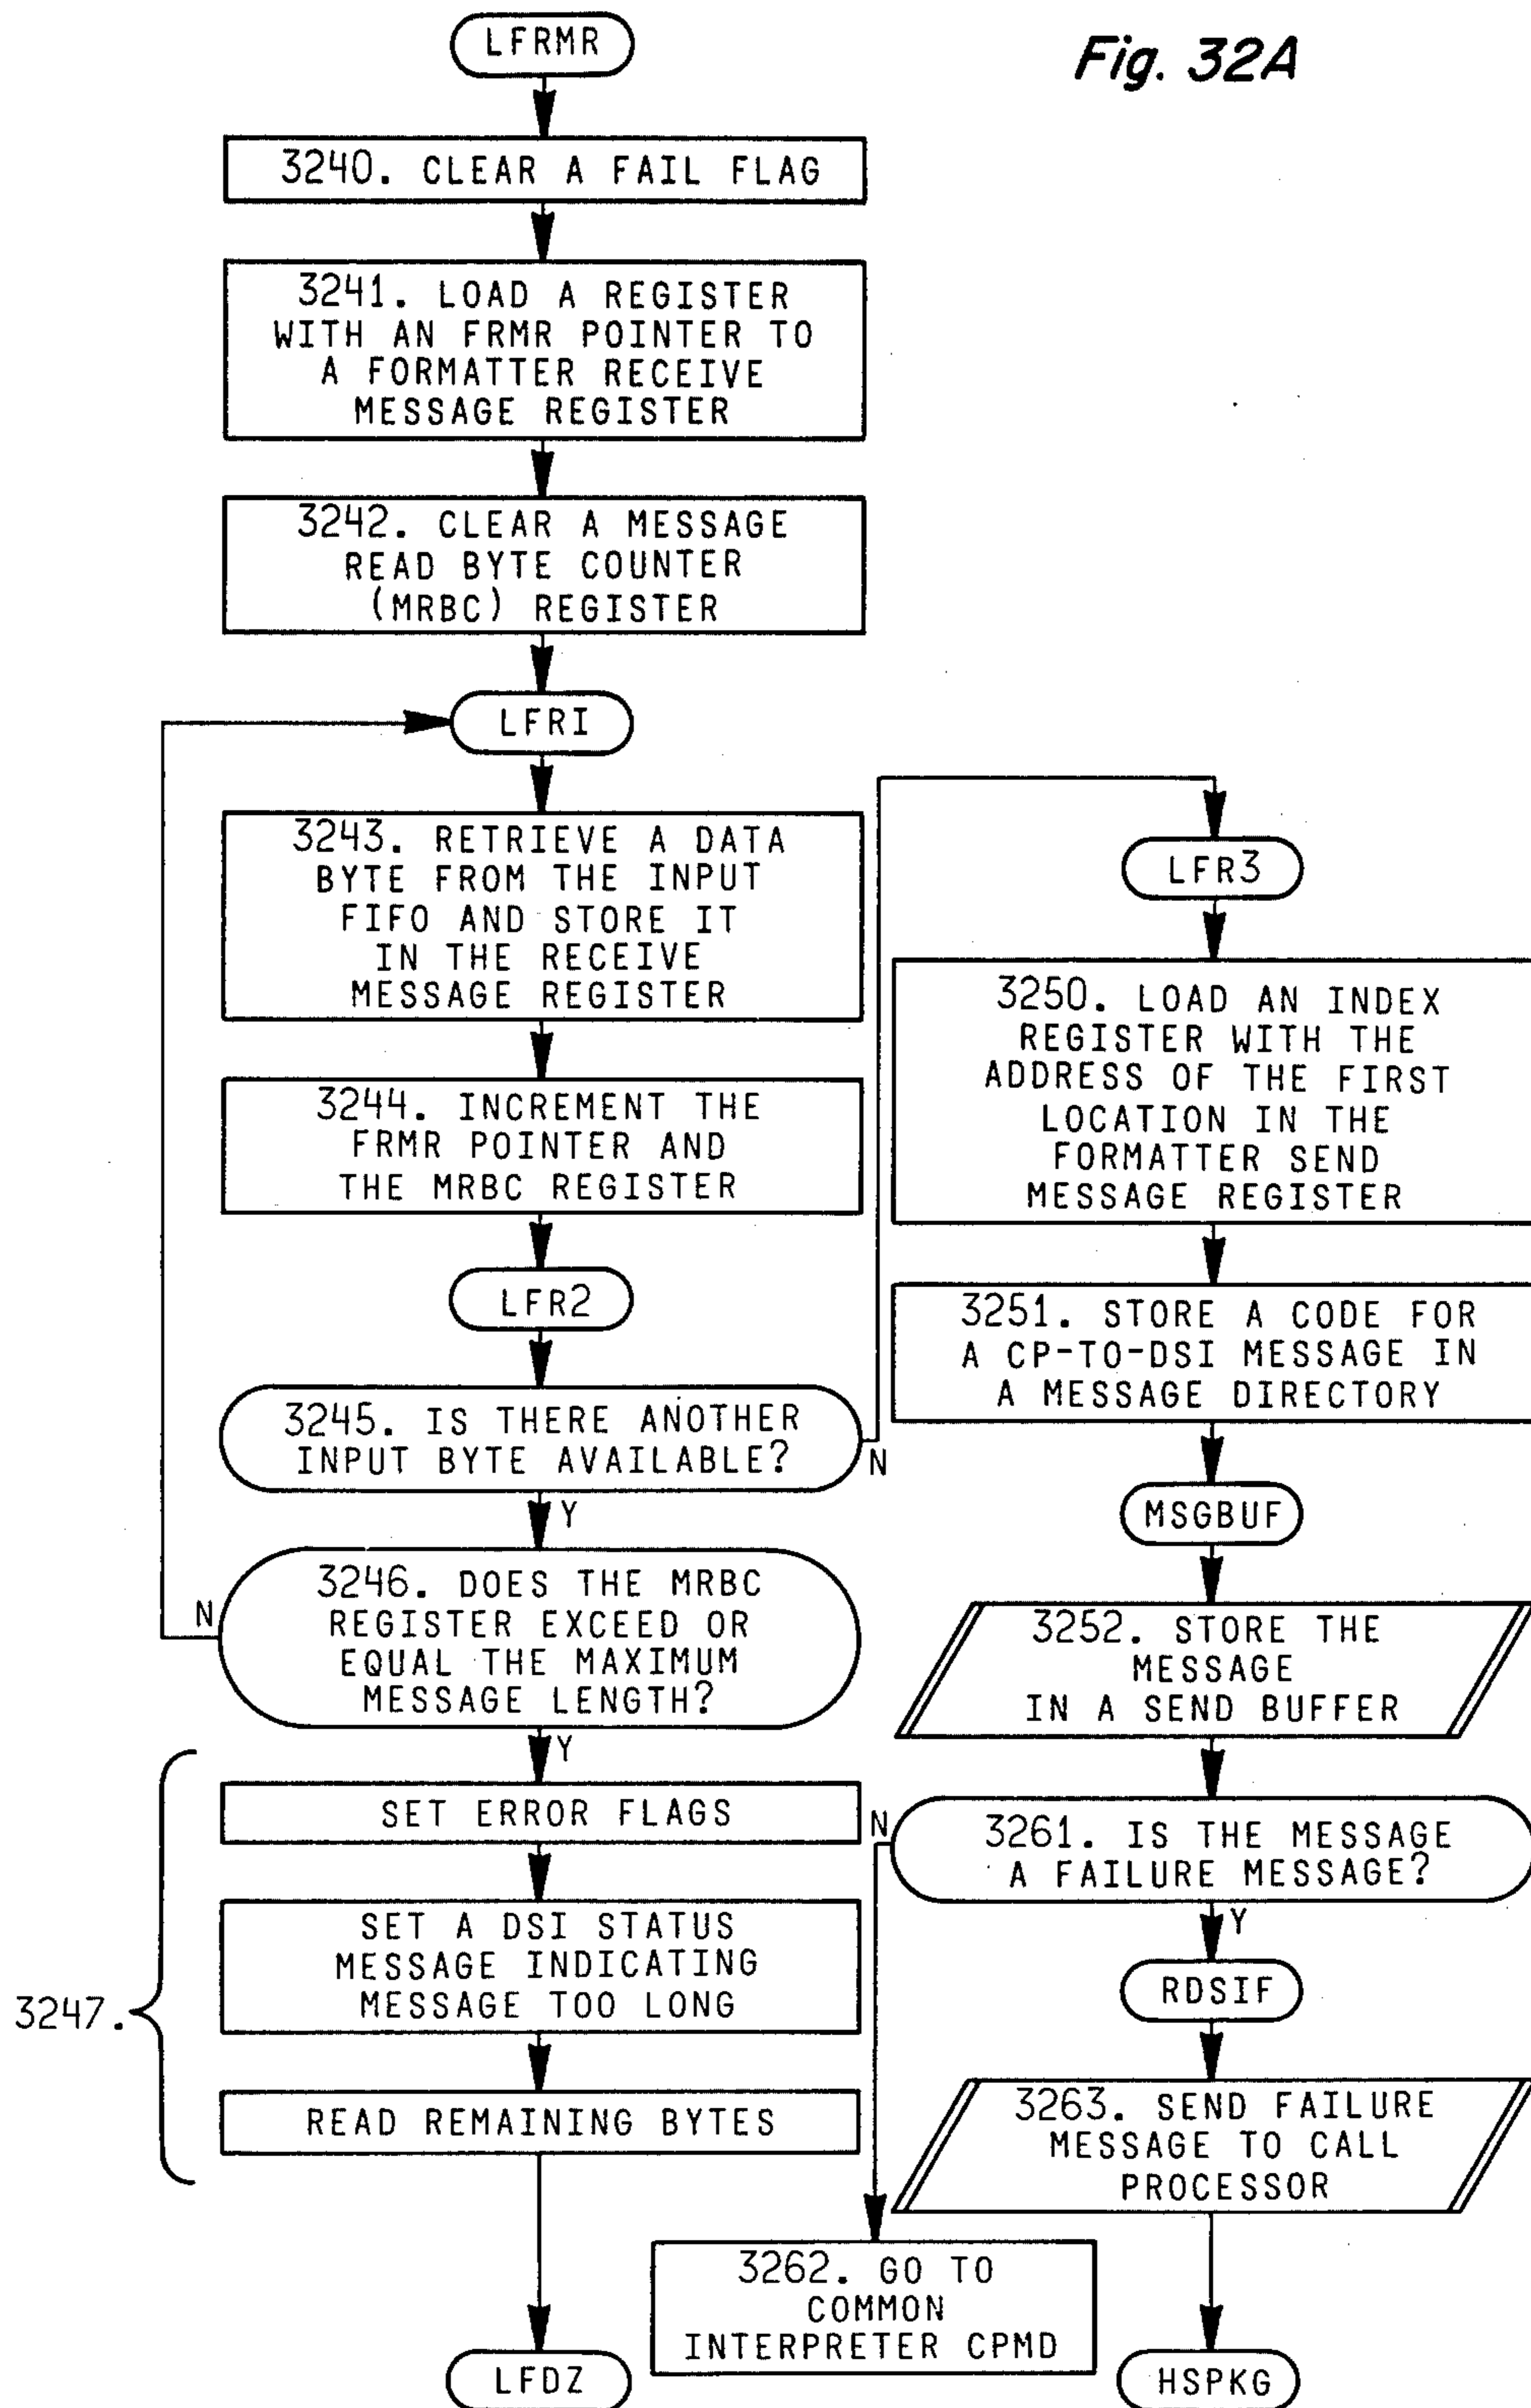 Fig. 32A
LFRMR
3240. CLEAR A FAIL FLAG
3241. LOAD A REGISTER
WITH AN FRMR POINTER TO
A FORMATTER RECEIVE
MESSAGE REGISTER
3242. CLEAR A MESSAGE
READ BYTE COUNTER
(MRBC) REGISTER
LFRI
3243. RETRIEVE A DATA
BYTE FROM THE INPUT
FIFO AND STORE IT
IN THE RECEIVE
MESSAGE REGISTER
3244. INCREMENT THE
FRMR POINTER AND
THE MRBC REGISTER
LFR2
3245. IS THERE ANOTHER
INPUT BYTE AVAILABLE?
N
Y
3246. DOES THE MRBC
REGISTER EXCEED OR
EQUAL THE MAXIMUM
MESSAGE LENGTH?
N
Y
3247.
SET ERROR FLAGS
SET A DSI STATUS
MESSAGE INDICATING
MESSAGE TOO LONG
READ REMAINING BYTES
LFDZ
LFR3
3250. LOAD AN INDEX
REGISTER WITH THE
ADDRESS OF THE FIRST
LOCATION IN THE
FORMATTER SEND
MESSAGE REGISTER
3251. STORE A CODE FOR
A CP-TO-DSI MESSAGE IN
A MESSAGE DIRECTORY
MSGBUF
3252. STORE THE
MESSAGE
IN A SEND BUFFER
3261. IS THE MESSAGE
A FAILURE MESSAGE?
N
Y
RDSIF
3263. SEND FAILURE
MESSAGE TO CALL
PROCESSOR
3262. GO TO
COMMON
INTERPRETER CPMD
HSPKG